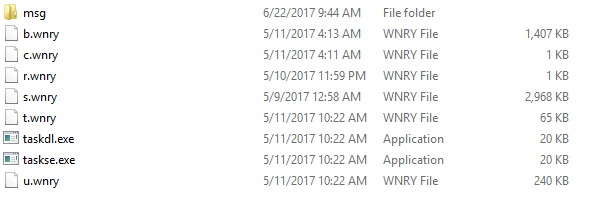 msg 6/22/2017 9:44 AM File folder
b.wnry 5/11/2017 4:13 AM WNRY File 1,407 KB
c.wnry 5/11/2017 4:11 AM WNRY File 1 KB
r.wnry 5/10/2017 11:59 PM WNRY File 1 KB
s.wnry 5/9/2017 12:58 AM WNRY File 2,968 KB
t.wnry 5/11/2017 10:22 AM WNRY File 65 KB
taskdl.exe 5/11/2017 10:22 AM Application 20 KB
taskse.exe 5/11/2017 10:22 AM Application 20 KB
u.wnry 5/11/2017 10:22 AM WNRY File 240 KB